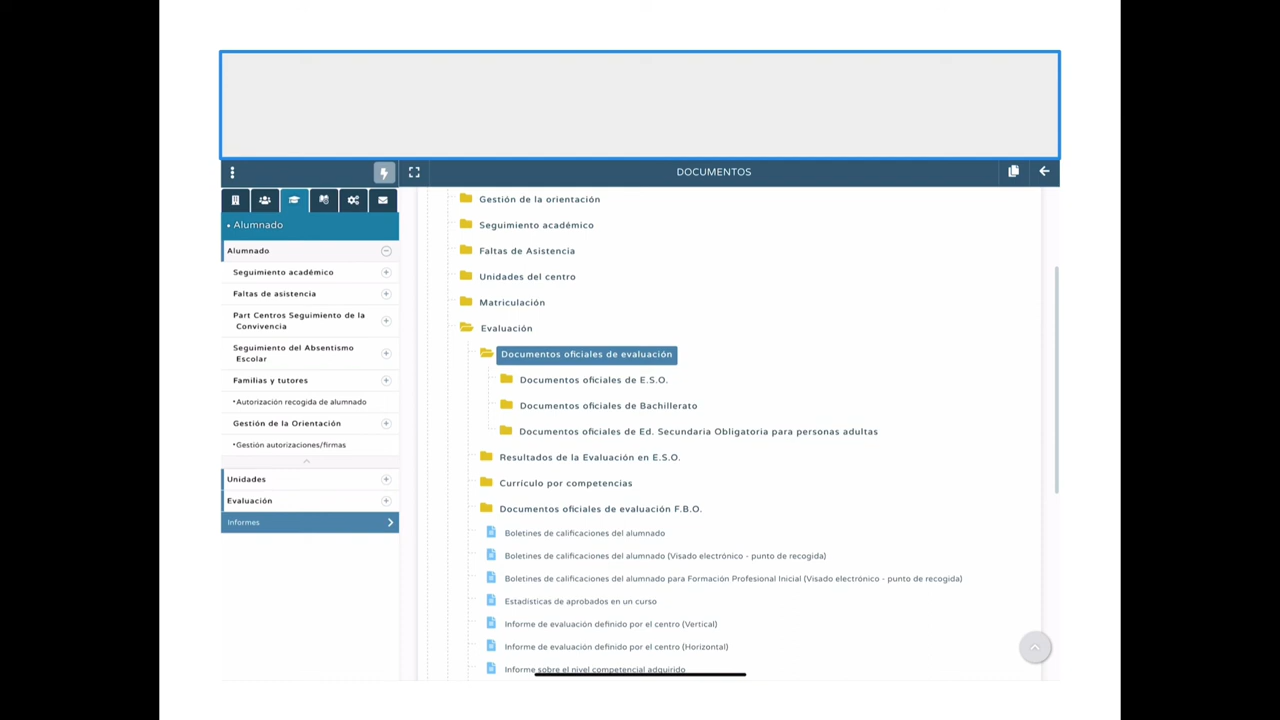 DOCUMENTOS
• Alumnado
Alumnado
Seguimiento académico
Faltas de asistencia
Part Centros Seguimiento de la
Convivencia
Seguimiento del Absentismo
Escolar
Familias y tutores
•Autorización recogida de alumnado
Gestión de la Orientación
•Gestión autorizaciones/firmas
Unidades
Evaluación
Informes
Gestión de la orientación
Seguimiento académico
Faltas de Asistencia
Unidades del centro
Matriculación
Evaluación
Documentos oficiales de evaluación
Documentos oficiales de E.S.O.
Documentos oficiales de Bachillerato
Documentos oficiales de Ed. Secundaria Obligatoria para personas adultas
Resultados de la Evaluación en E.S.O.
Currículo por competencias
Documentos oficiales de evaluación F.B.O.
Boletines de calificaciones del alumnado
Boletines de calificaciones del alumnado (Visado electrónico - punto de recogida)
Boletines de calificaciones del alumnado para Formación Profesional Inicial (Visado electrónico - punto de recogida)
Estadísticas de aprobados en un curso
Informe de evaluación definido por el centro (Vertical)
Informe de evaluación definido por el centro (Horizontal)
Informe sobre el nivel competencial adquirido